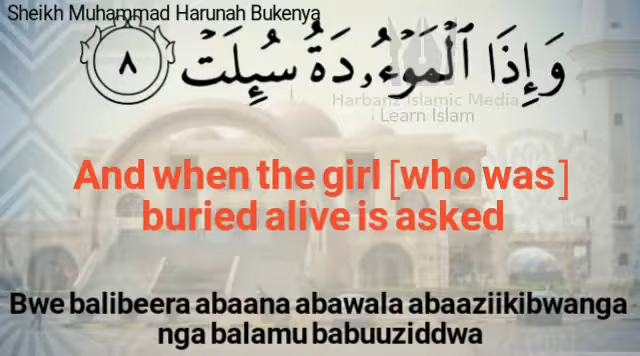 Sheikh Muhammad Harunah Bukenya
وَإِذَا ٱلْمَوْءُۥدَةُ سُئِلَتْ ٨
Harbanz Islamic Media
Learn Islam
And when the girl [who was]
buried alive is asked
Bwe balibeera abaana abawala abaaziikibwanga
nga balamu babuuziddwa